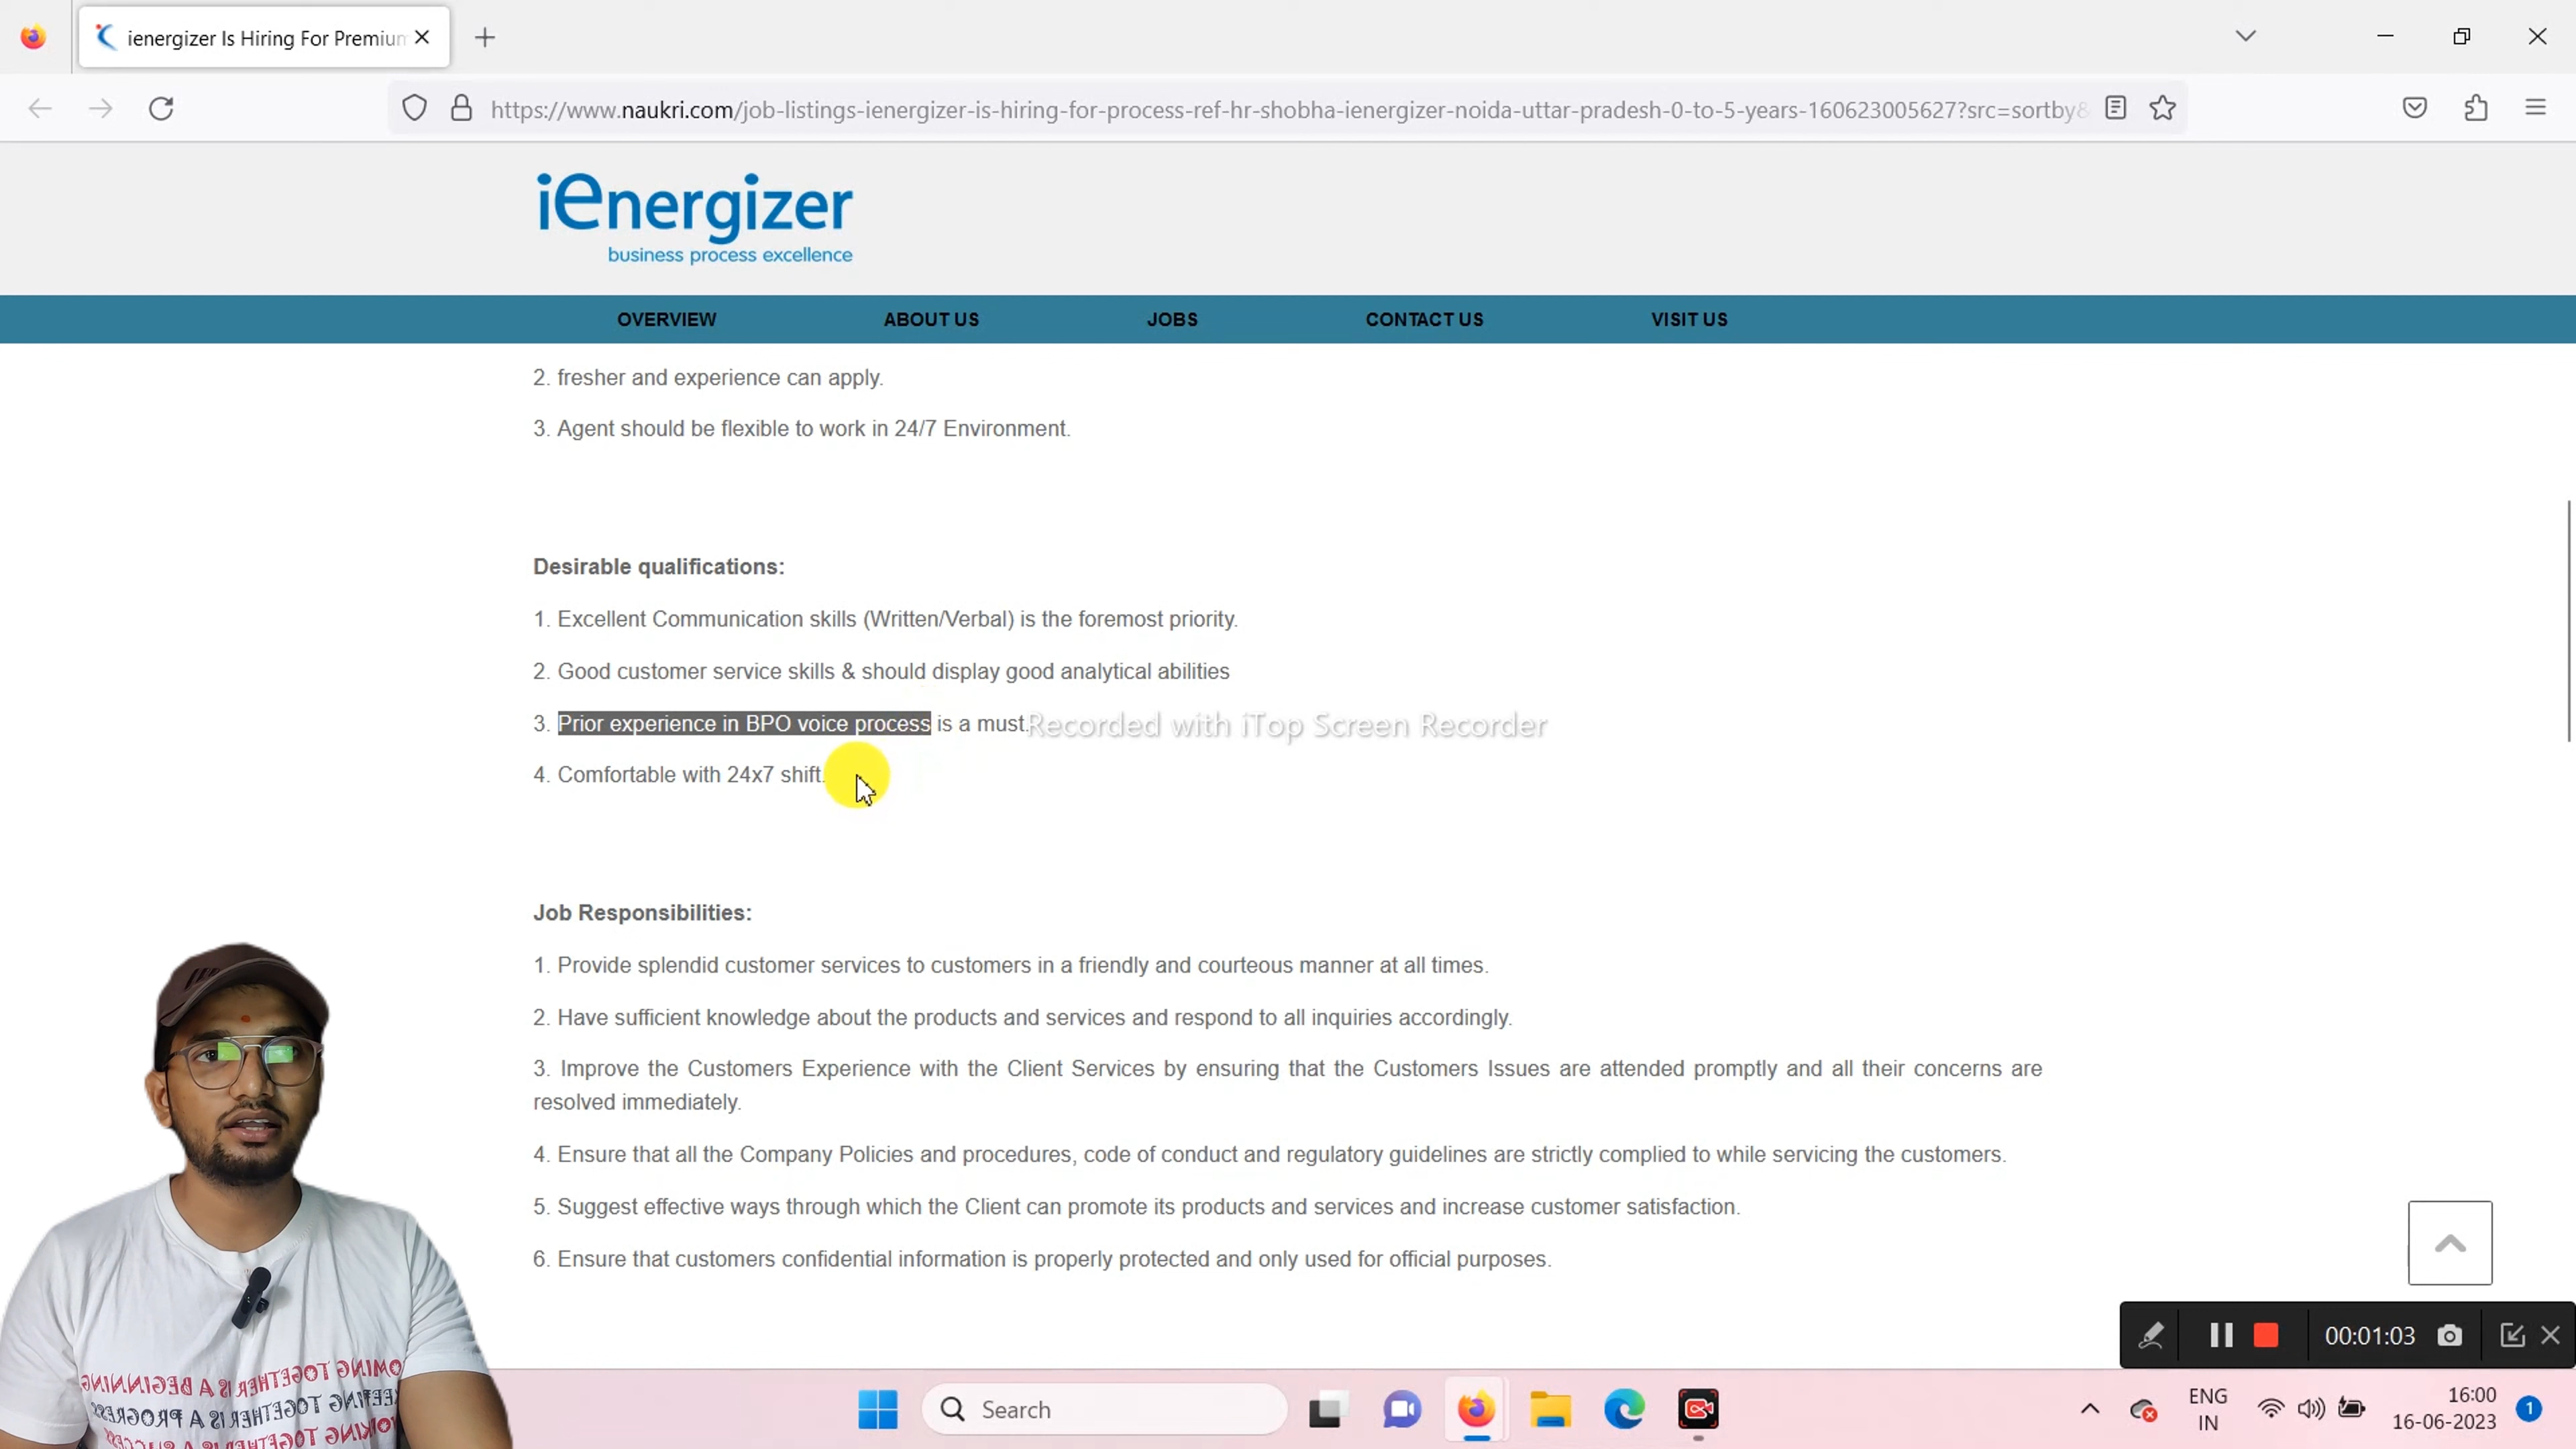 ienergizer Is Hiring For Premium
https://www.naukri.com/job-listings-ienergizer-is-hiring-for-process-ref-hr-shobha-ienergizer-noida-uttar-pradesh-0-to-5-years-160623005627?src=sortby&
iEnergizer
business process excellence
OVERVIEW ABOUT US JOBS CONTACT US VISIT US
2. fresher and experience can apply.
3. Agent should be flexible to work in 24/7 Environment.
Desirable qualifications:
1. Excellent Communication skills (Written/Verbal) is the foremost priority.
2. Good customer service skills & should display good analytical abilities
3. Prior experience in BPO voice process is a must.
Recorded with iTop Screen Recorder
4. Comfortable with 24x7 shift.
Job Responsibilities:
1. Provide splendid customer services to customers in a friendly and courteous manner at all times.
2. Have sufficient knowledge about the products and services and respond to all inquiries accordingly.
3. Improve the Customers Experience with the Client Services by ensuring that the Customers Issues are attended promptly and all their concerns are
resolved immediately.
4. Ensure that all the Company Policies and procedures, code of conduct and regulatory guidelines are strictly complied to while servicing the customers.
5. Suggest effective ways through which the Client can promote its products and services and increase customer satisfaction.
6. Ensure that customers confidential information is properly protected and only used for official purposes.
OMING TOGETHER IS A BEGINNING
KEEPING TOGETHER IS A PROGRESS
00:01:03
Search
ENG
IN
16:00
16-06-2023
1